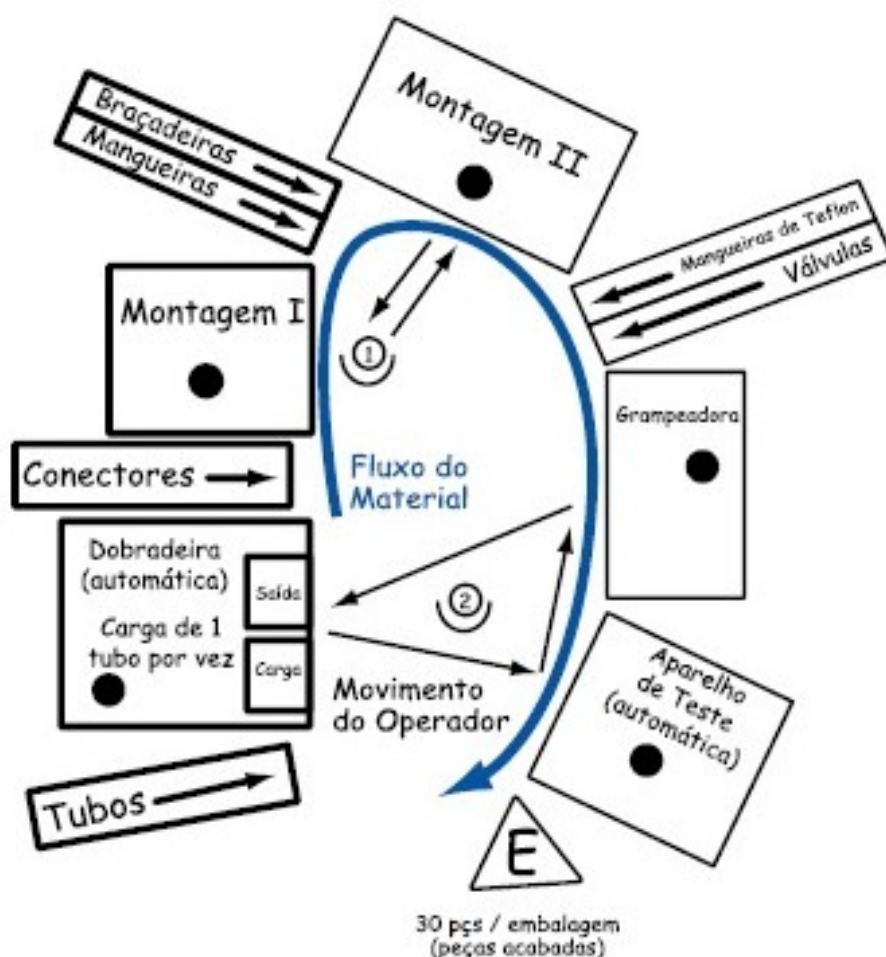 Braçadeiras
Mangueiras
Montagem II
Mangueiras de Teflon
Válvulas
Montagem I
1
Grampeadora
Conectores
Fluxo do
Material
Dobradeira
(automática)
Carga de 1
tubo por vez
Saída
Carga
2
Movimento
do Operador
Aparelho
de Teste
(automática)
Tubos
E
30 pçs / embalagem
(peças acabadas)